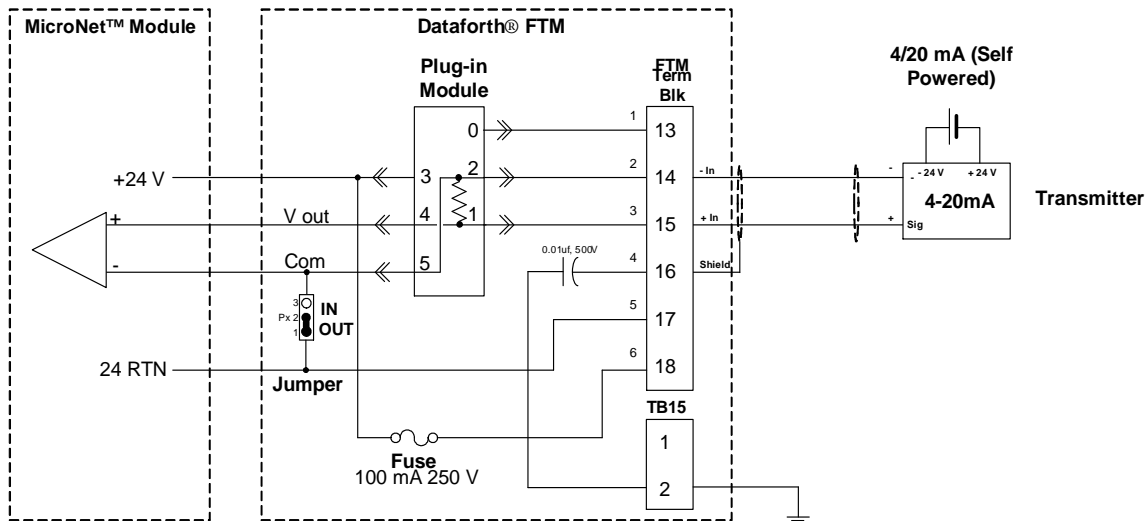 MicroNet™ Module
Dataforth® FTM
4/20 mA (Self
Powered)
Plug-in
Module
FTM
Term
Blk
1
0
13
- 24 V
+ 24 V
+24 V
3
2
2
14
- In
-
-
4-20mA
Transmitter
+
V out
4
1
3
15
+ In
+
Sig
0.01uf, 500V
-
Com
5
4
16
Shield
3
IN
Px 2
OUT
1
5
17
24 RTN
Jumper
6
18
TB15
1
Fuse
100 mA 250 V
2